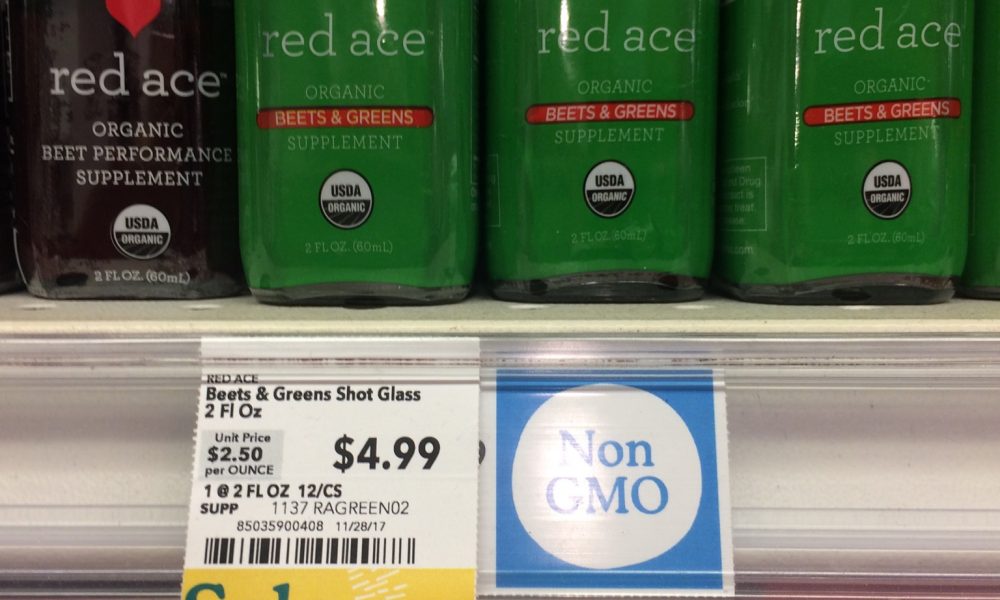 red ace™
ORGANIC
BEET PERFORMANCE
SUPPLEMENT
USDA
ORGANIC
2 FL OZ. (60mL)
red ace™
ORGANIC
BEETS & GREENS
SUPPLEMENT
USDA
ORGANIC
2 FL OZ. (60mL)
red ace
ORGANIC
BEETS & GREENS
SUPPLEMENT
USDA
ORGANIC
2 FL OZ. (60mL)
red ace
ORGANIC
BEETS & GREENS
SUPPLEMENT
USDA
ORGANIC
2 FL OZ. (60mL)
RED ACE
Beets & Greens Shot Glass
2 Fl Oz
Unit Price
$2.50
per OUNCE
$4.99
1 @ 2 FL OZ 12/CS
SUPP 1137 RAGREEN02
85035900408 11/28/17
Non
GMO